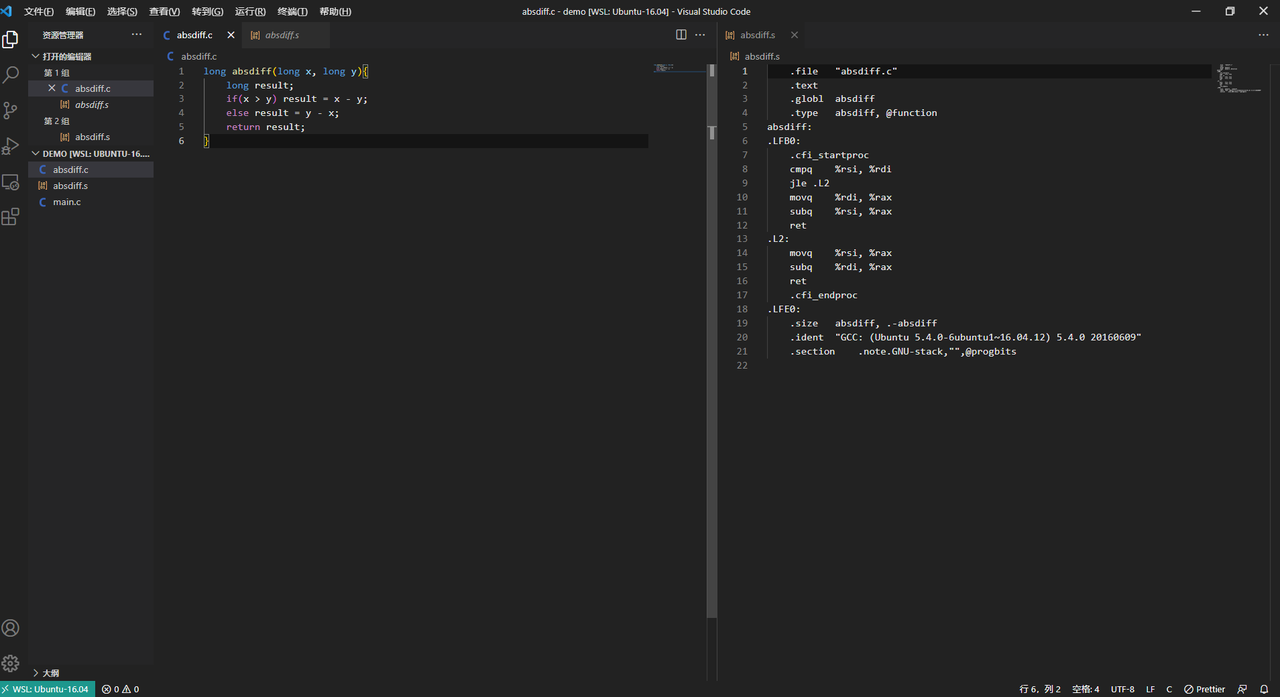 文件(F) 编辑(E) 选择(S) 查看(V) 转到(G) 运行(R) 终端(T) 帮助(H)
absdiff.c - demo [WSL: Ubuntu-16.04] - Visual Studio Code
资源管理器
打开的编辑器
第 1 组
absdiff.c
absdiff.s
第 2 组
absdiff.s
DEMO [WSL: UBUNTU-16....
absdiff.c
absdiff.s
main.c
大纲
absdiff.c absdiff.s
absdiff.c
1 long absdiff(long x, long y){
2     long result;
3     if(x > y) result = x - y;
4     else result = y - x;
5     return result;
6 }
absdiff.s
absdiff.s
1     .file   "absdiff.c"
2     .text
3     .globl  absdiff
4     .type   absdiff, @function
5 absdiff:
6 .LFB0:
7     .cfi_startproc
8     cmpq    %rsi, %rdi
9     jle .L2
10     movq    %rdi, %rax
11     subq    %rsi, %rax
12     ret
13 .L2:
14     movq    %rsi, %rax
15     subq    %rdi, %rax
16     ret
17     .cfi_endproc
18 .LFE0:
19     .size   absdiff, .-absdiff
20     .ident  "GCC: (Ubuntu 5.4.0-6ubuntu1~16.04.12) 5.4.0 20160609"
21     .section    .note.GNU-stack,"",@progbits
22
WSL: Ubuntu-16.04 0 0 行 6，列 2 空格: 4 UTF-8 LF C Prettier